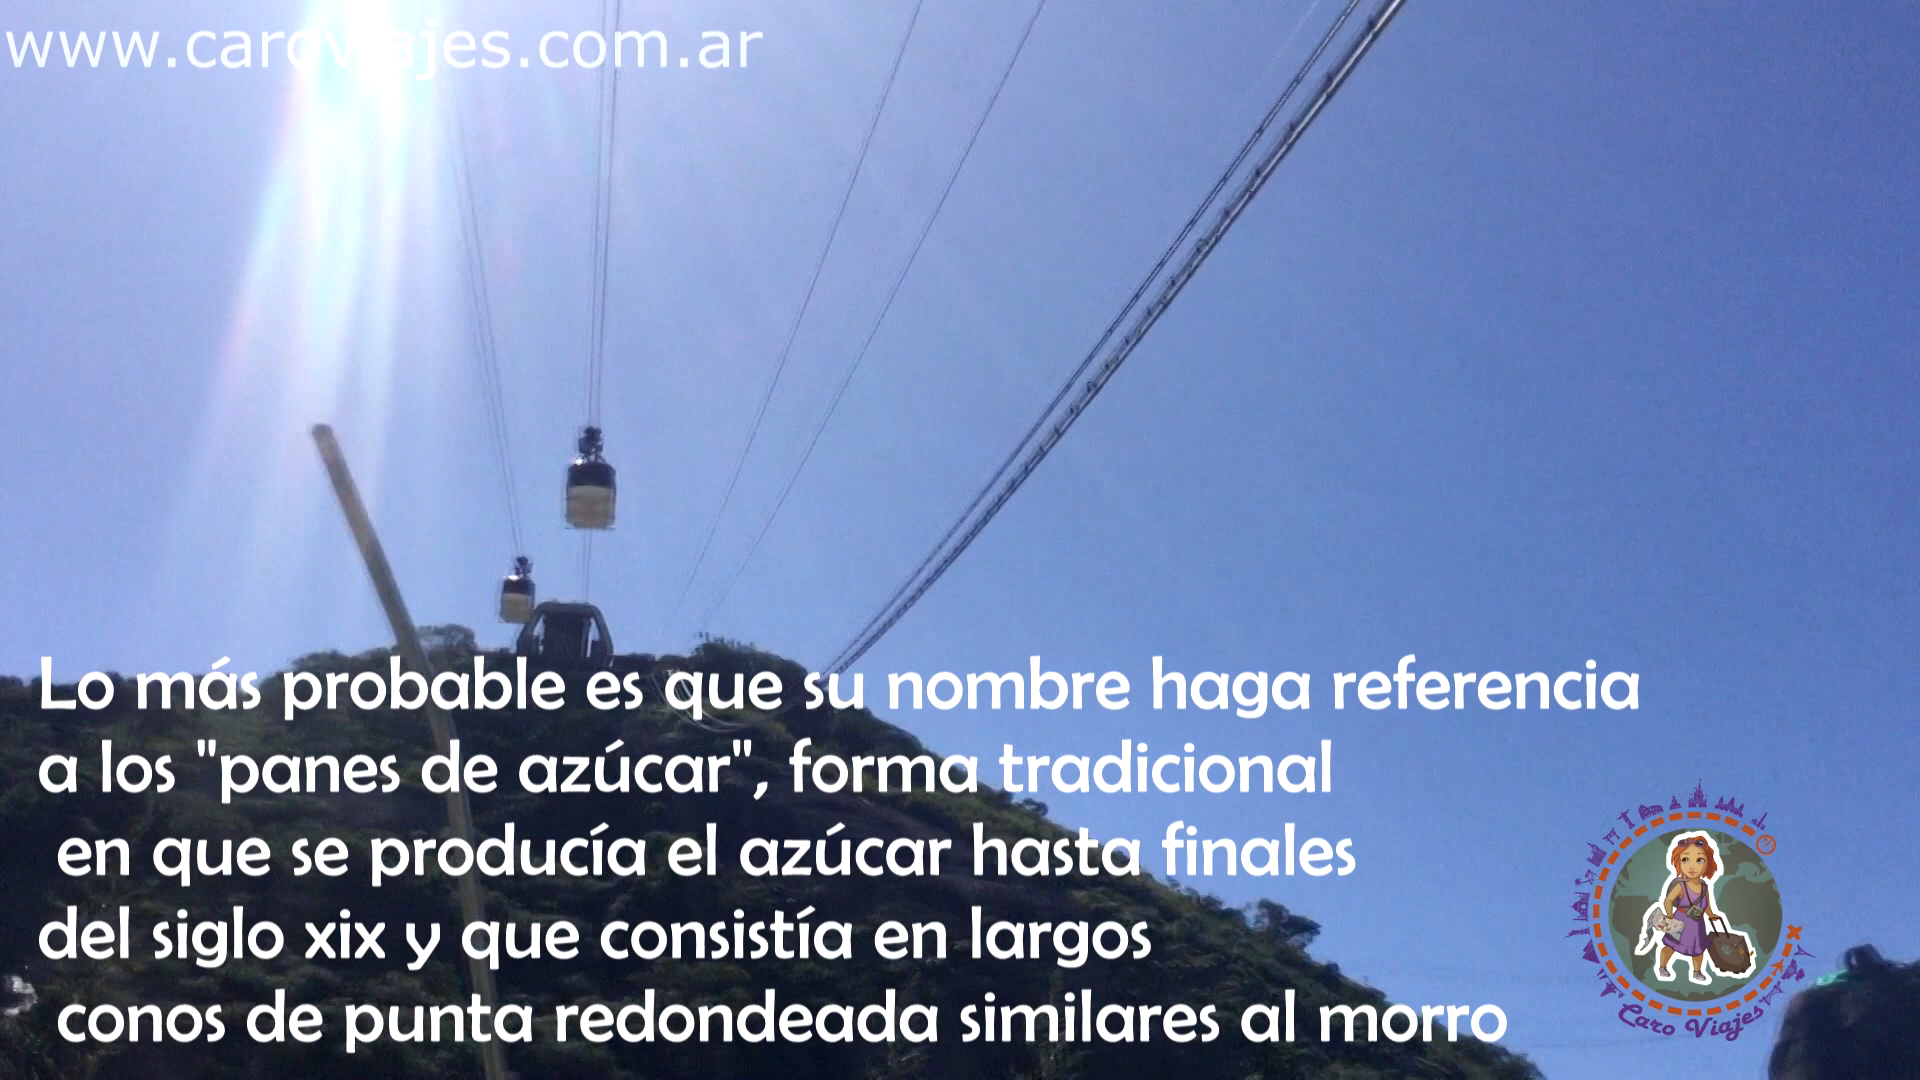 www.caroviajes.com.ar
Lo más probable es que su nombre haga referencia
a los "panes de azúcar", forma tradicional
en que se producía el azúcar hasta finales
del siglo xix y que consistía en largos
conos de punta redondeada similares al morro
Caro Viajes